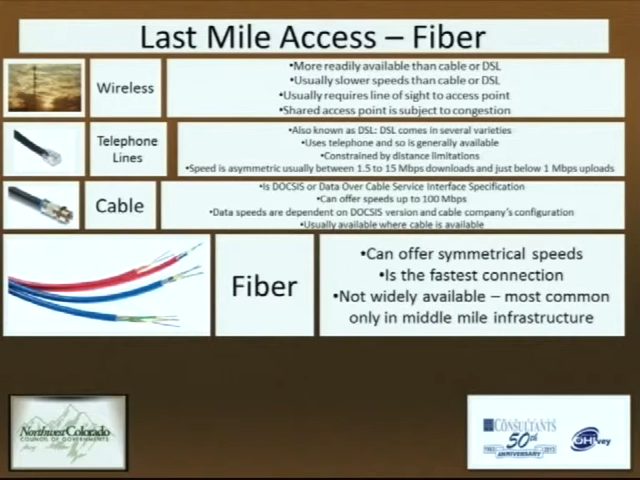 Last Mile Access – Fiber
Wireless
•More readily available than cable or DSL
•Usually slower speeds than cable or DSL
•Usually requires line of sight to access point
•Shared access point is subject to congestion
Telephone
Lines
•Also known as DSL: DSL comes in several varieties
•Uses telephone and so is generally available
•Constrained by distance limitations
•Speed is asymmetric usually between 1.5 to 15 Mbps downloads and just below 1 Mbps uploads
Cable
•Is DOCSIS or Data Over Cable Service Interface Specification
•Can offer speeds up to 100 Mbps
•Data speeds are dependent on DOCSIS version and cable company's configuration
•Usually available where cable is available
Fiber
•Can offer symmetrical speeds
•Is the fastest connection
•Not widely available – most common
only in middle mile infrastructure
Northwest Colorado
COUNCIL OF GOVERNMENTS
CONSULTANTS
50th
ANNIVERSARY
vey